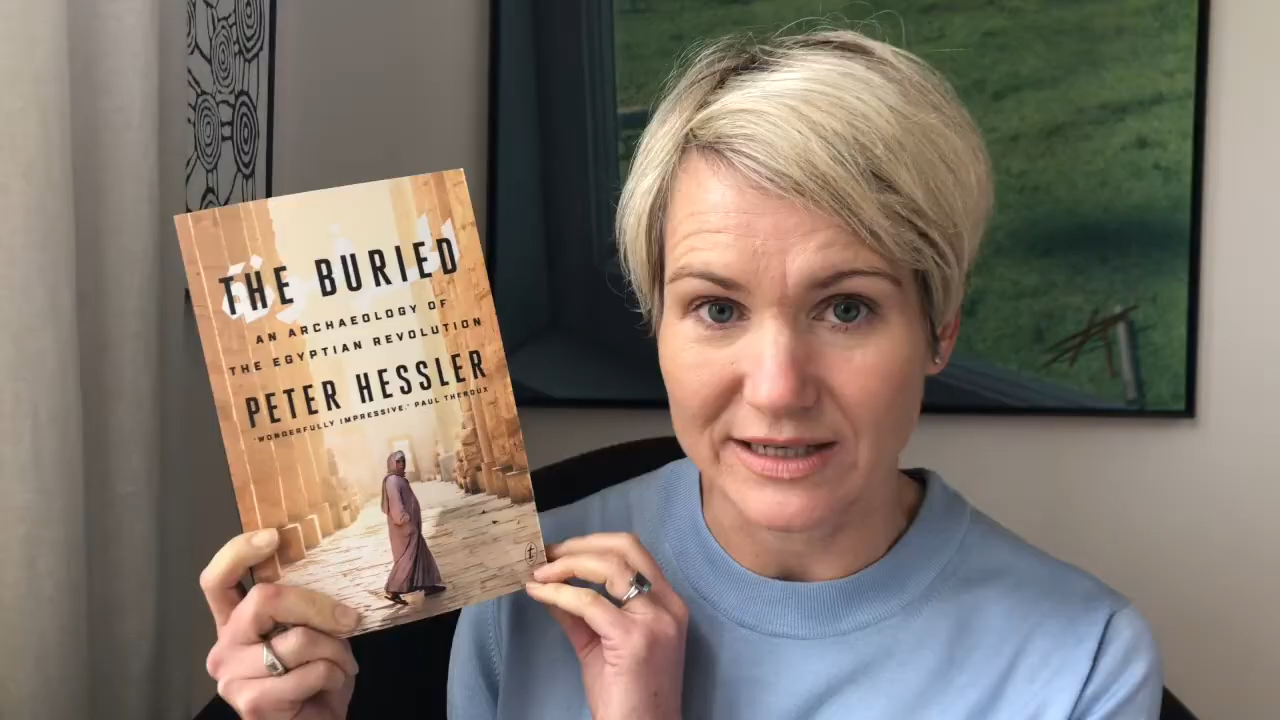 THE BURIED
AN ARCHAEOLOGY OF
THE EGYPTIAN REVOLUTION
PETER HESSLER
'WONDERFULLY IMPRESSIVE.' PAUL THEROUX
t